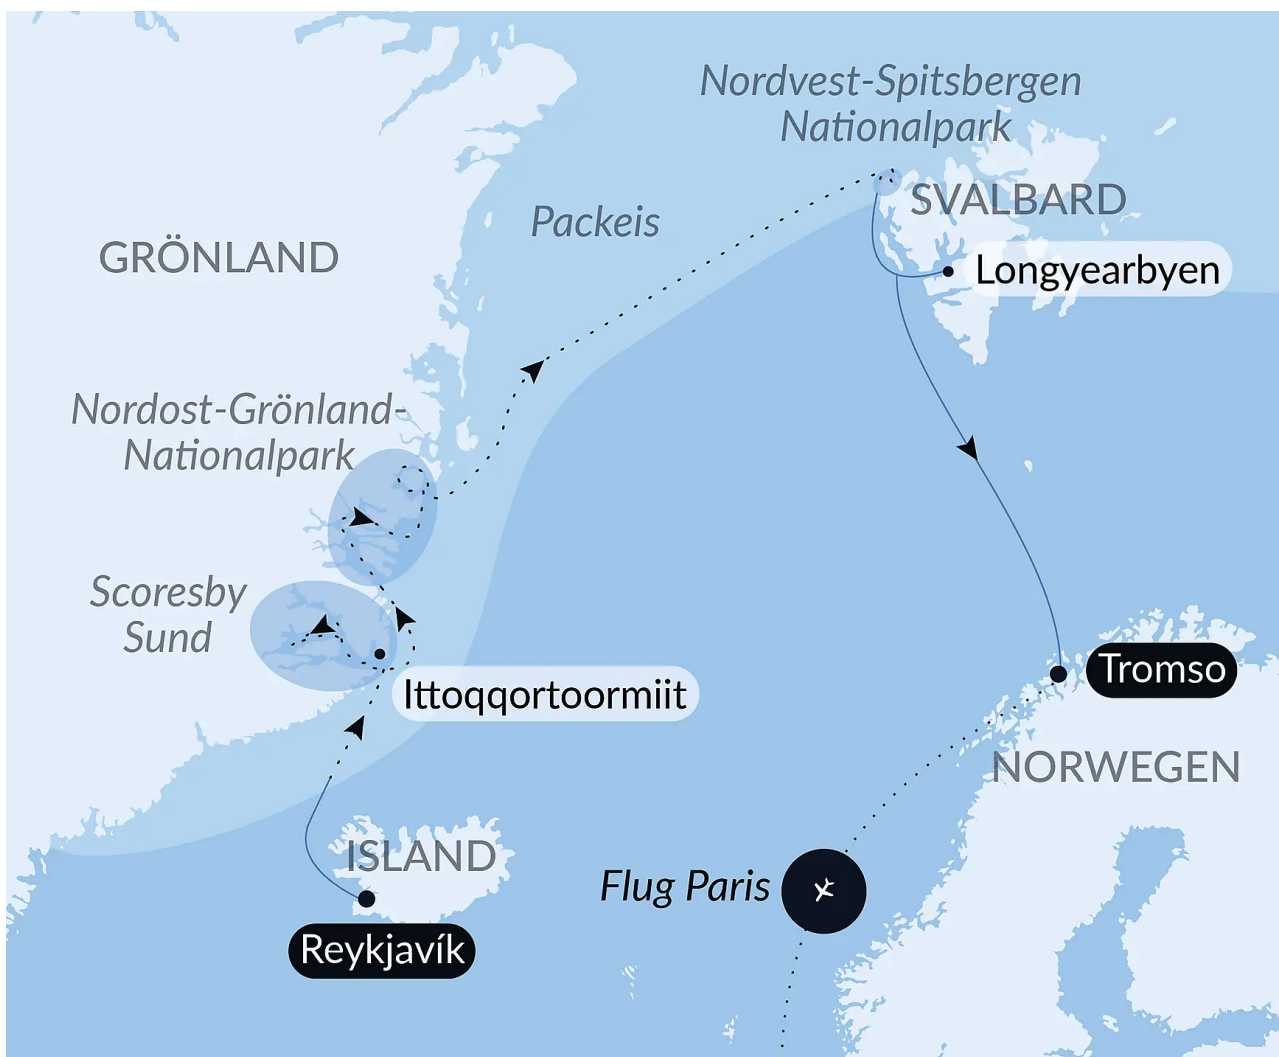 Nordvest-Spitsbergen
Nationalpark
SVALBARD
Packeis
GRÖNLAND
Longyearbyen
Nordost-Grönland-
Nationalpark
Scoresby
Sund
Ittoqqortoormiit
Tromso
NORWEGEN
ISLAND
Flug Paris
Reykjavík